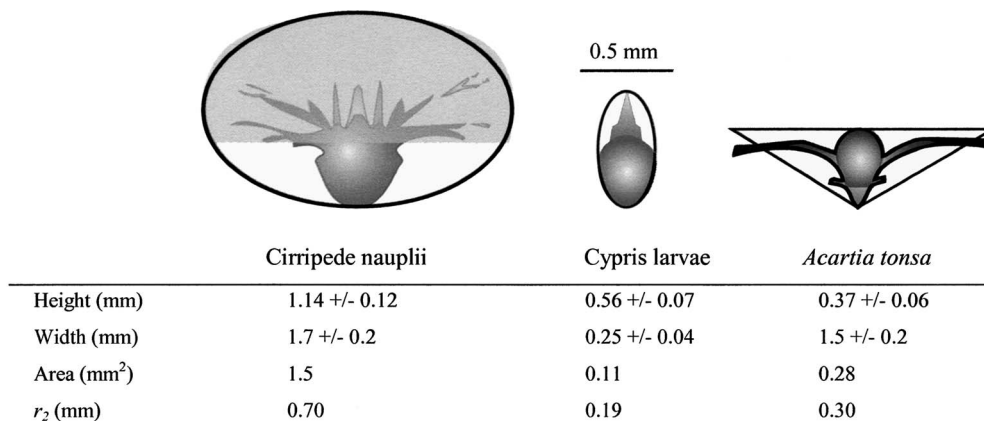 0.5 mm
Cirripede nauplii Cypris larvae Acartia tonsa
Height (mm) 1.14 +/- 0.12 0.56 +/- 0.07 0.37 +/- 0.06
Width (mm) 1.7 +/- 0.2 0.25 +/- 0.04 1.5 +/- 0.2
Area (mm²) 1.5 0.11 0.28
r₂ (mm) 0.70 0.19 0.30